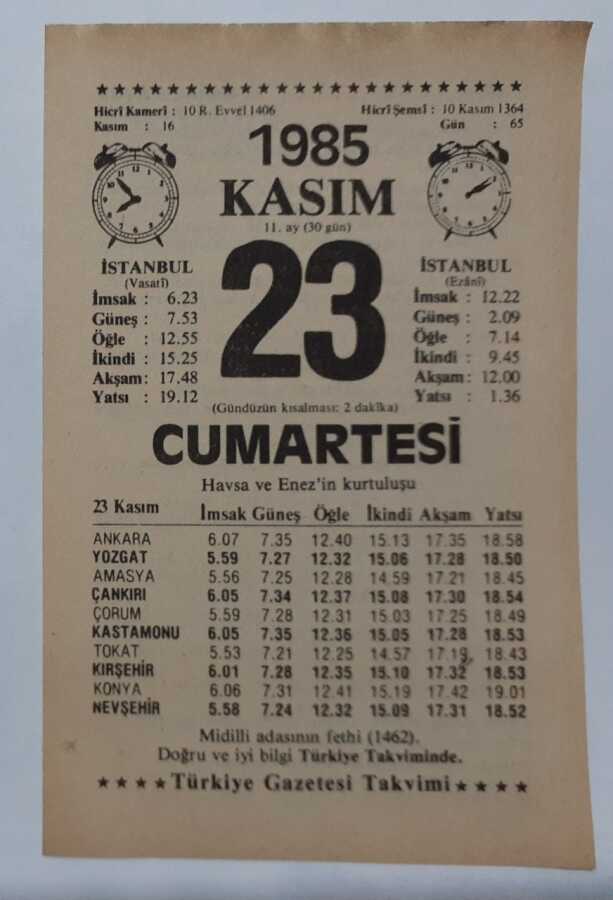 Hicrî Kamerî : 10 R. Evvel 1406 Hicrî Şemsî : 10 Kasım 1364
Kasım : 16 Gün : 65
1985
KASIM
11. ay (30 gün)
23
İSTANBUL
(Vasatî)
İmsak : 6.23
Güneş : 7.53
Öğle : 12.55
İkindi : 15.25
Akşam: 17.48
Yatsı : 19.12
İSTANBUL
(Ezânî)
İmsak : 12.22
Güneş : 2.09
Öğle : 7.14
İkindi : 9.45
Akşam : 12.00
Yatsı : 1.36
(Gündüzün kısalması: 2 dakîka)
CUMARTESİ
Havsa ve Enez'in kurtuluşu
23 Kasım İmsak Güneş Öğle İkindi Akşam Yatsı
ANKARA 6.07 7.35 12.40 15.13 17.35 18.58
YOZGAT 5.59 7.27 12.32 15.06 17.28 18.50
AMASYA 5.56 7.25 12.28 14.59 17.21 18.45
ÇANKIRI 6.05 7.34 12.37 15.08 17.30 18.54
ÇORUM 5.59 7.28 12.31 15.03 17.25 18.49
KASTAMONU 6.05 7.35 12.36 15.05 17.28 18.53
TOKAT 5.53 7.21 12.25 14.57 17.19 18.43
KIRŞEHİR 6.01 7.28 12.35 15.10 17.32 18.53
KONYA 6.06 7.31 12.41 15.19 17.42 19.01
NEVŞEHİR 5.58 7.24 12.32 15.09 17.31 18.52
Midilli adasının fethi (1462).
Doğru ve iyi bilgi Türkiye Takviminde.
★★★★ Türkiye Gazetesi Takvimi ★★★★